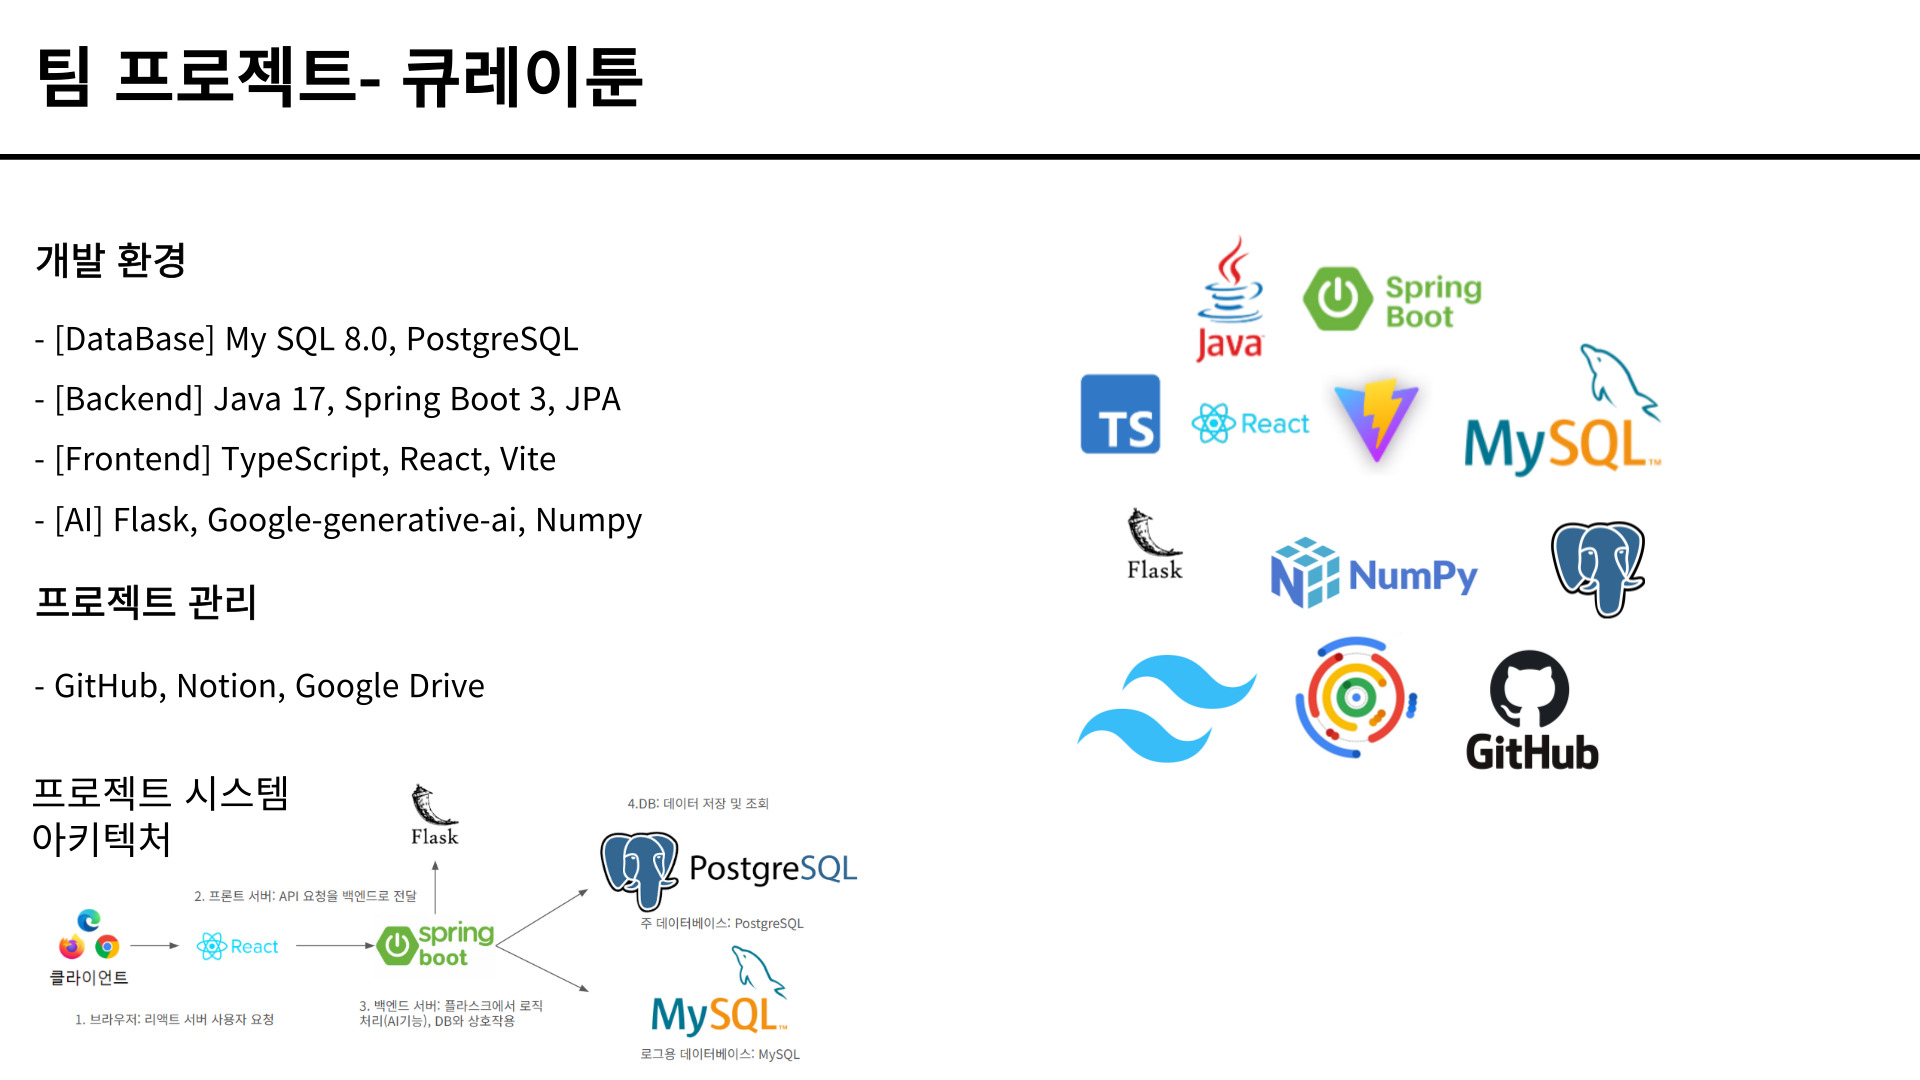 팀 프로젝트- 큐레이툰
개발 환경
- [DataBase] My SQL 8.0, PostgreSQL
- [Backend] Java 17, Spring Boot 3, JPA
- [Frontend] TypeScript, React, Vite
- [AI] Flask, Google-generative-ai, Numpy
프로젝트 관리
- GitHub, Notion, Google Drive
Java
Spring
Boot
TS
React
MySQL™
Flask
NumPy
GitHub
프로젝트 시스템
아키텍처
Flask
4.DB: 데이터 저장 및 조회
PostgreSQL
2. 프론트 서버: API 요청을 백엔드로 전달
주 데이터베이스: PostgreSQL
React
spring
boot
클라이언트
3. 백엔드 서버: 플라스크에서 로직
처리(AI기능), DB와 상호작용
1. 브라우저: 리액트 서버 사용자 요청
MySQL™
로그용 데이터베이스: MySQL